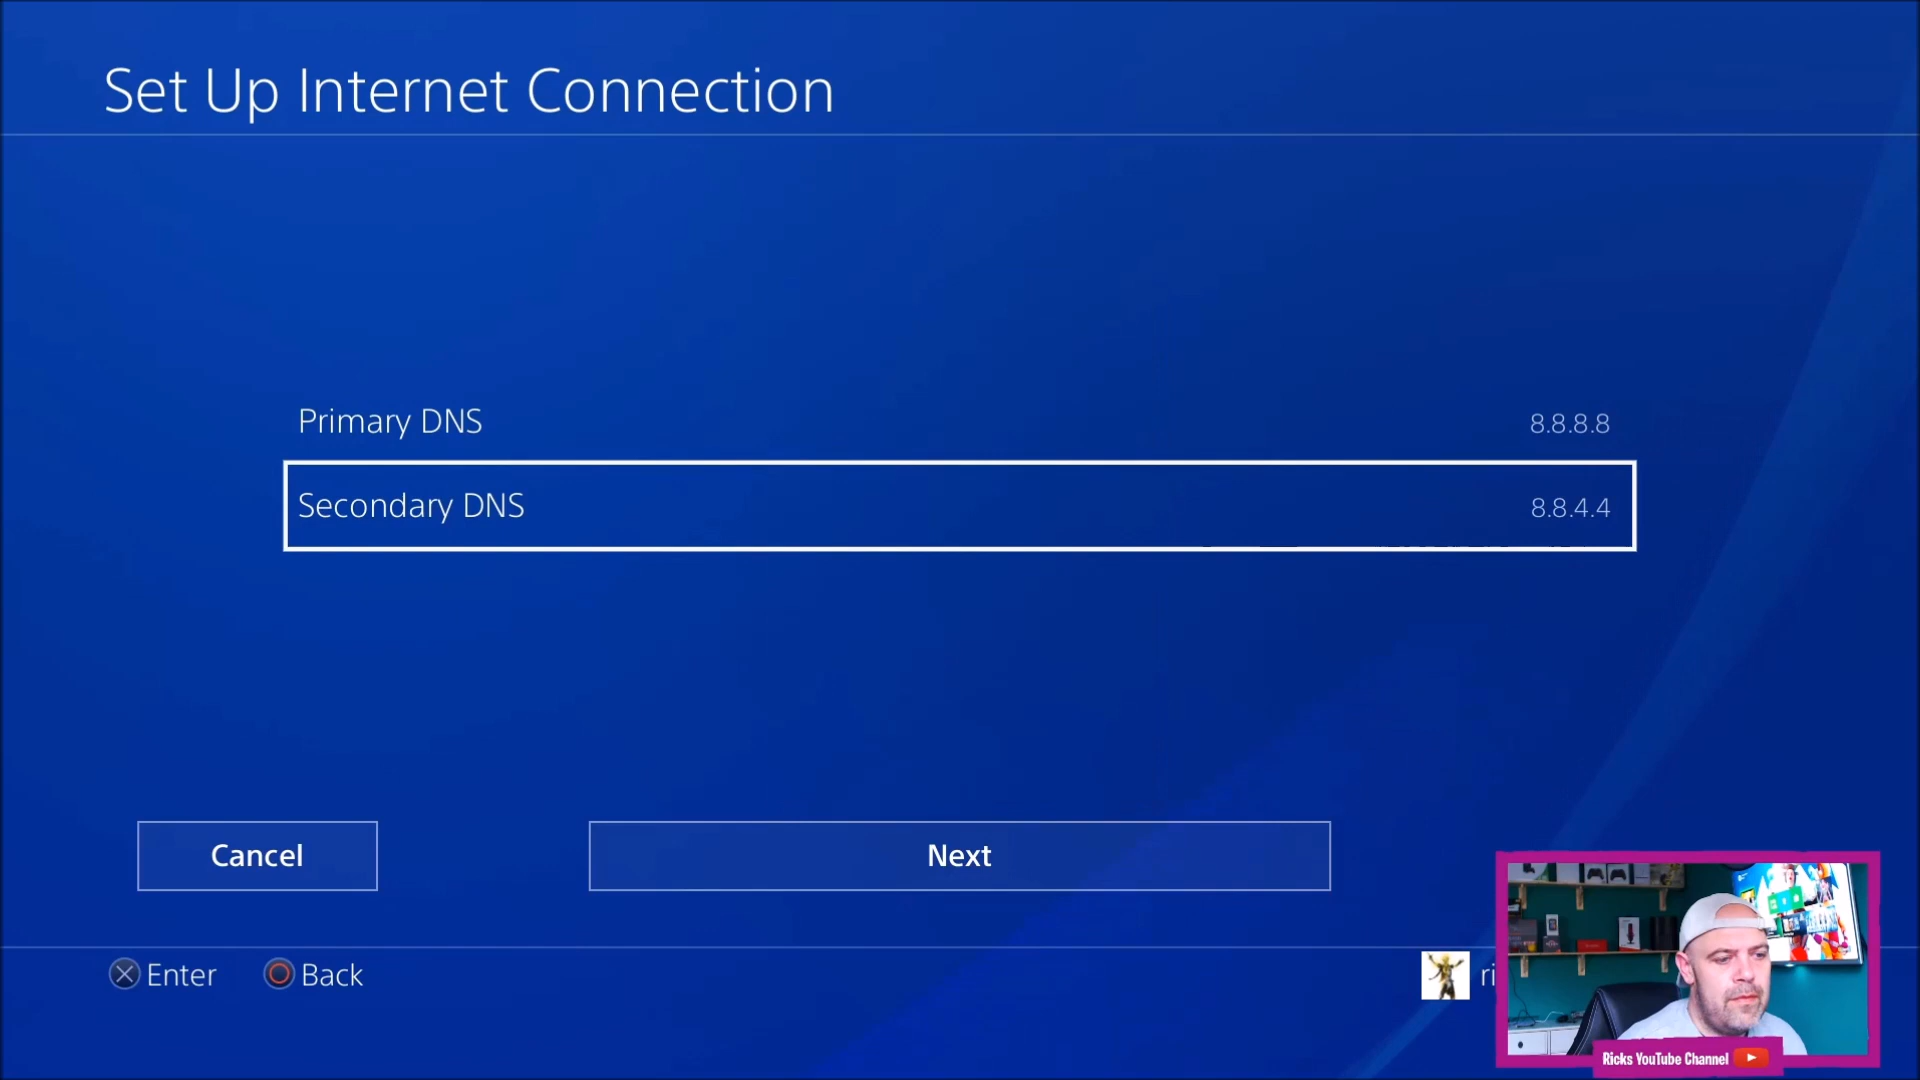 Set Up Internet Connection
Primary DNS 8.8.8.8
Secondary DNS 8.8.4.4
Cancel Next
Enter Back ri
Ricks YouTube Channel